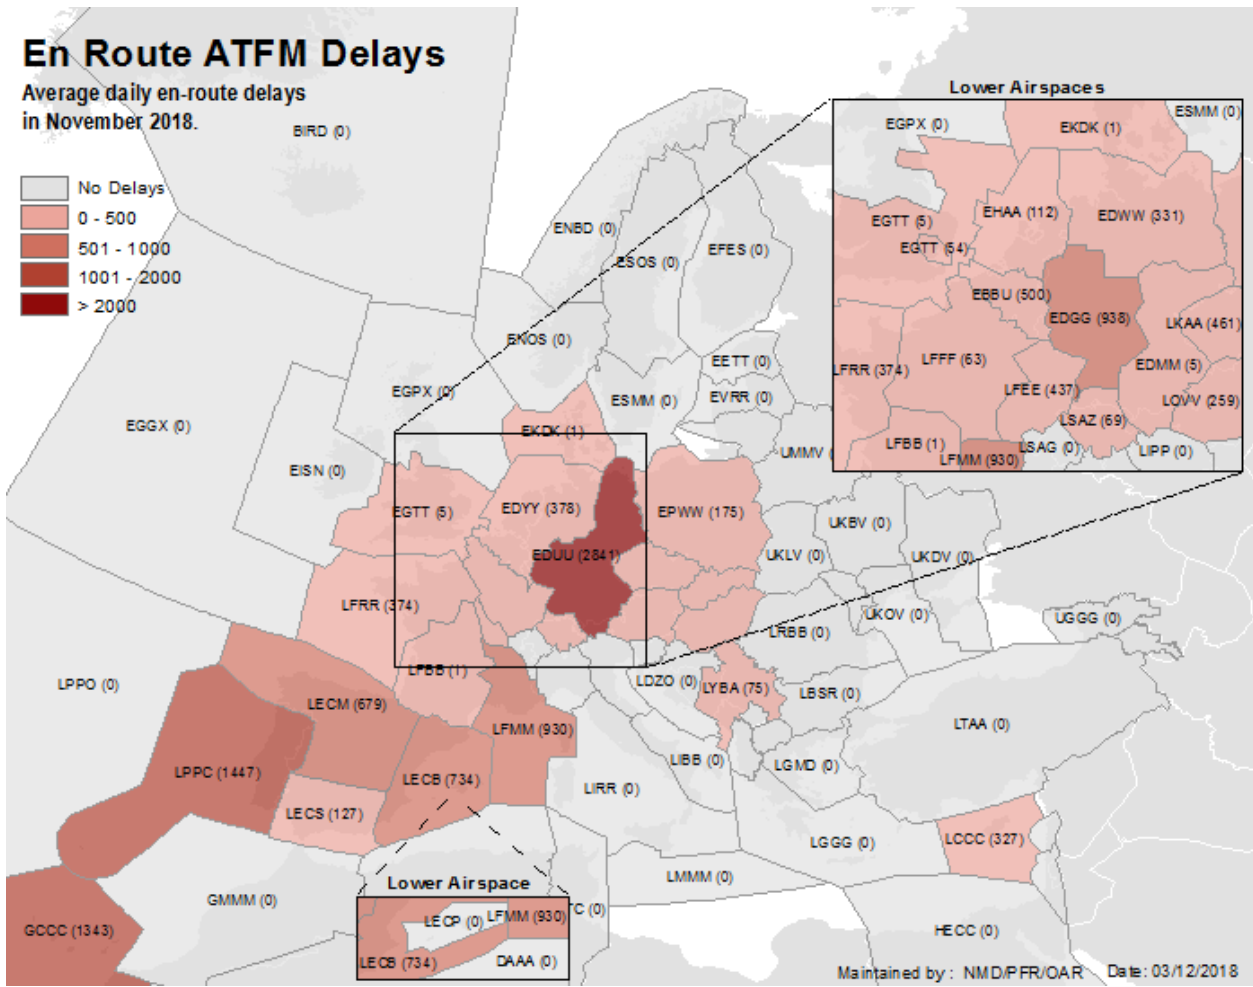 En Route ATFM Delays
Average daily en-route delays
in November 2018.
No Delays
0 - 500
501 - 1000
1001 - 2000
> 2000
Lower Airspaces
EGPX (0)
EKDK (1)
ESMM (0)
EHAA (112)
EDWW (331)
EGTT (5)
EGTT (54)
EBBU (500)
EDGG (938)
LKAA (461)
LFRR (374)
LFFF (63)
EDMM (5)
LFEE (437)
LOVV (259)
LSAZ (69)
LFBB (1)
LFMM (930)
LSAG (0)
LIPP (0)
BIRD (0)
ENBD (0)
ESOS (0)
EFES (0)
ENOS (0)
EETT (0)
EGPX (0)
ESMM (0)
EVRR (0)
EGGX (0)
EKDK (1)
UMMV
EISN (0)
EGTT (5)
EDYY (378)
EPWW (175)
UKBV (0)
EDUU (2841)
UKLV (0)
UKDV (0)
LFRR (374)
UKOV (0)
UGGG (0)
LRBB (0)
LFBB (1)
LPPO (0)
LDZO (0)
LYBA (75)
LBSR (0)
LECM (679)
LTAA (0)
LFMM (930)
LIBB (0)
LGMD (0)
LPPC (1447)
LECB (734)
LIRR (0)
LECS (127)
LGGG (0)
LCCC (327)
LMMM (0)
Lower Airspace
GMMM (0)
LECP (0)
LFMM (930)
TC (0)
GCCC (1343)
HECC (0)
LECB (734)
DAAA (0)
Maintained by : NMD/PFR/OAR Date: 03/12/2018